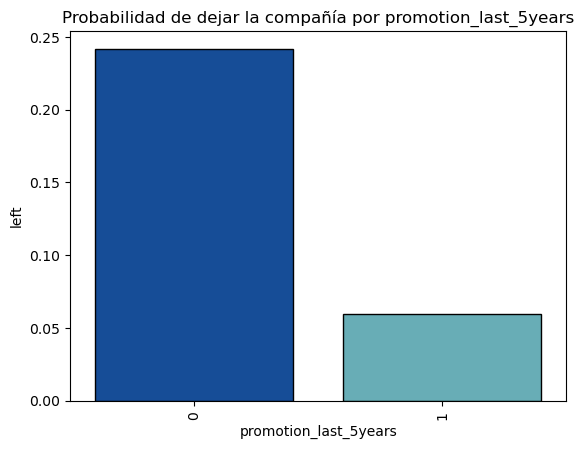 Probabilidad de dejar la compañía por promotion_last_5years
0.25
0.20
0.15
0.10
0.05
0.00
left
0
1
promotion_last_5years